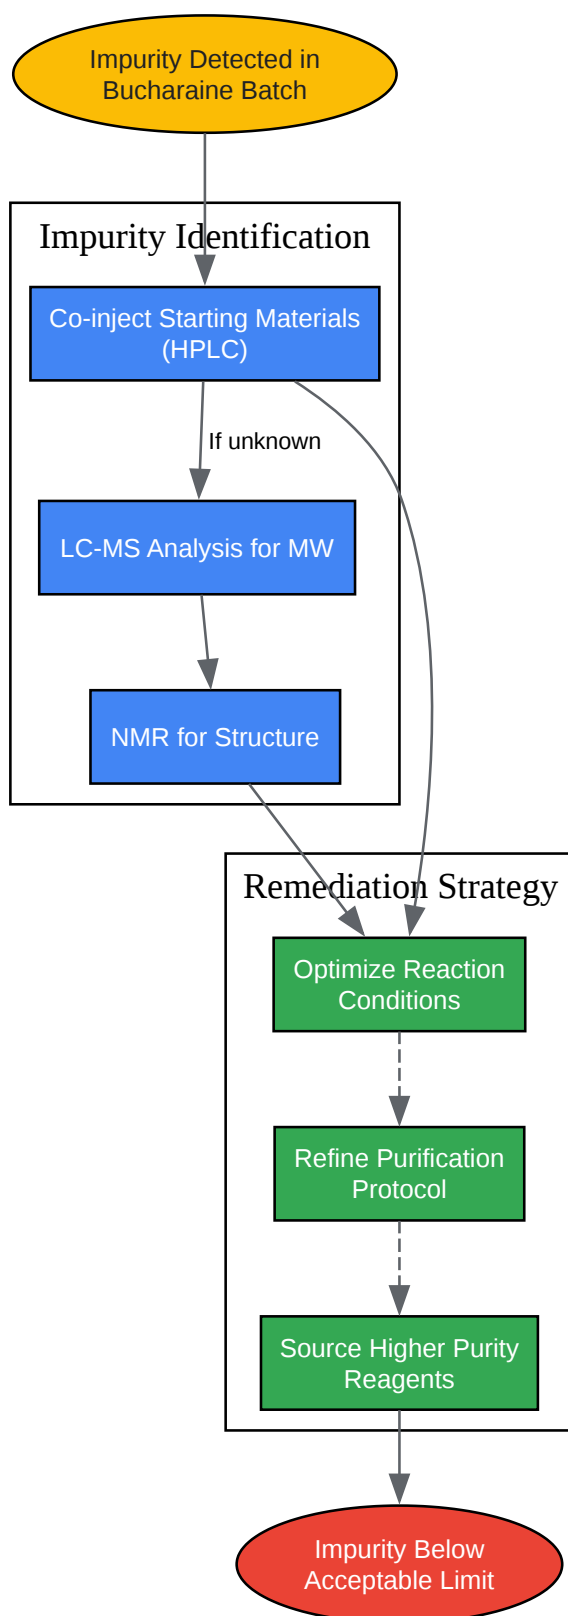 Impurity Detected in
Bucharaine Batch
Impurity Identification
Co-inject Starting Materials
(HPLC)
If unknown
LC-MS Analysis for MW
NMR for Structure
Remediation Strategy
Optimize Reaction
Conditions
Refine Purification
Protocol
Source Higher Purity
Reagents
Impurity Below
Acceptable Limit